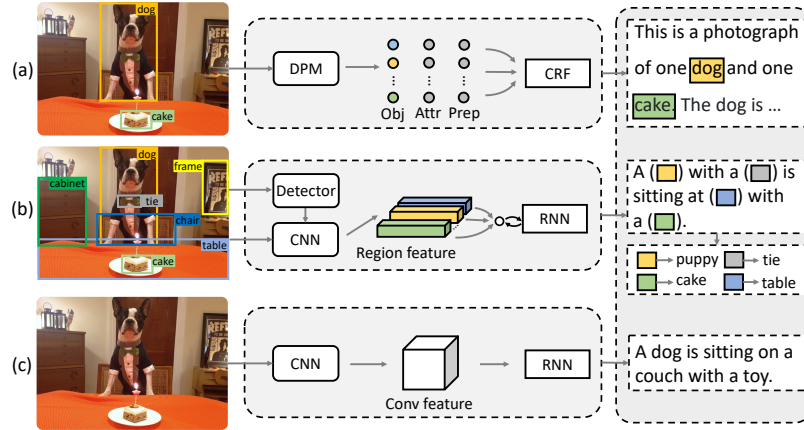 (a)
dog
cake
DPM
Obj
Attr
Prep
CRF
This is a photograph
of one dog and one
cake. The dog is ...
(b)
dog
frame
cabinet
tie
chair
table
cake
Detector
CNN
Region feature
RNN
A ( ) with a ( ) is
sitting at ( ) with
a ( ).
puppy
tie
cake
table
(c)
CNN
Conv feature
RNN
A dog is sitting on a
couch with a toy.